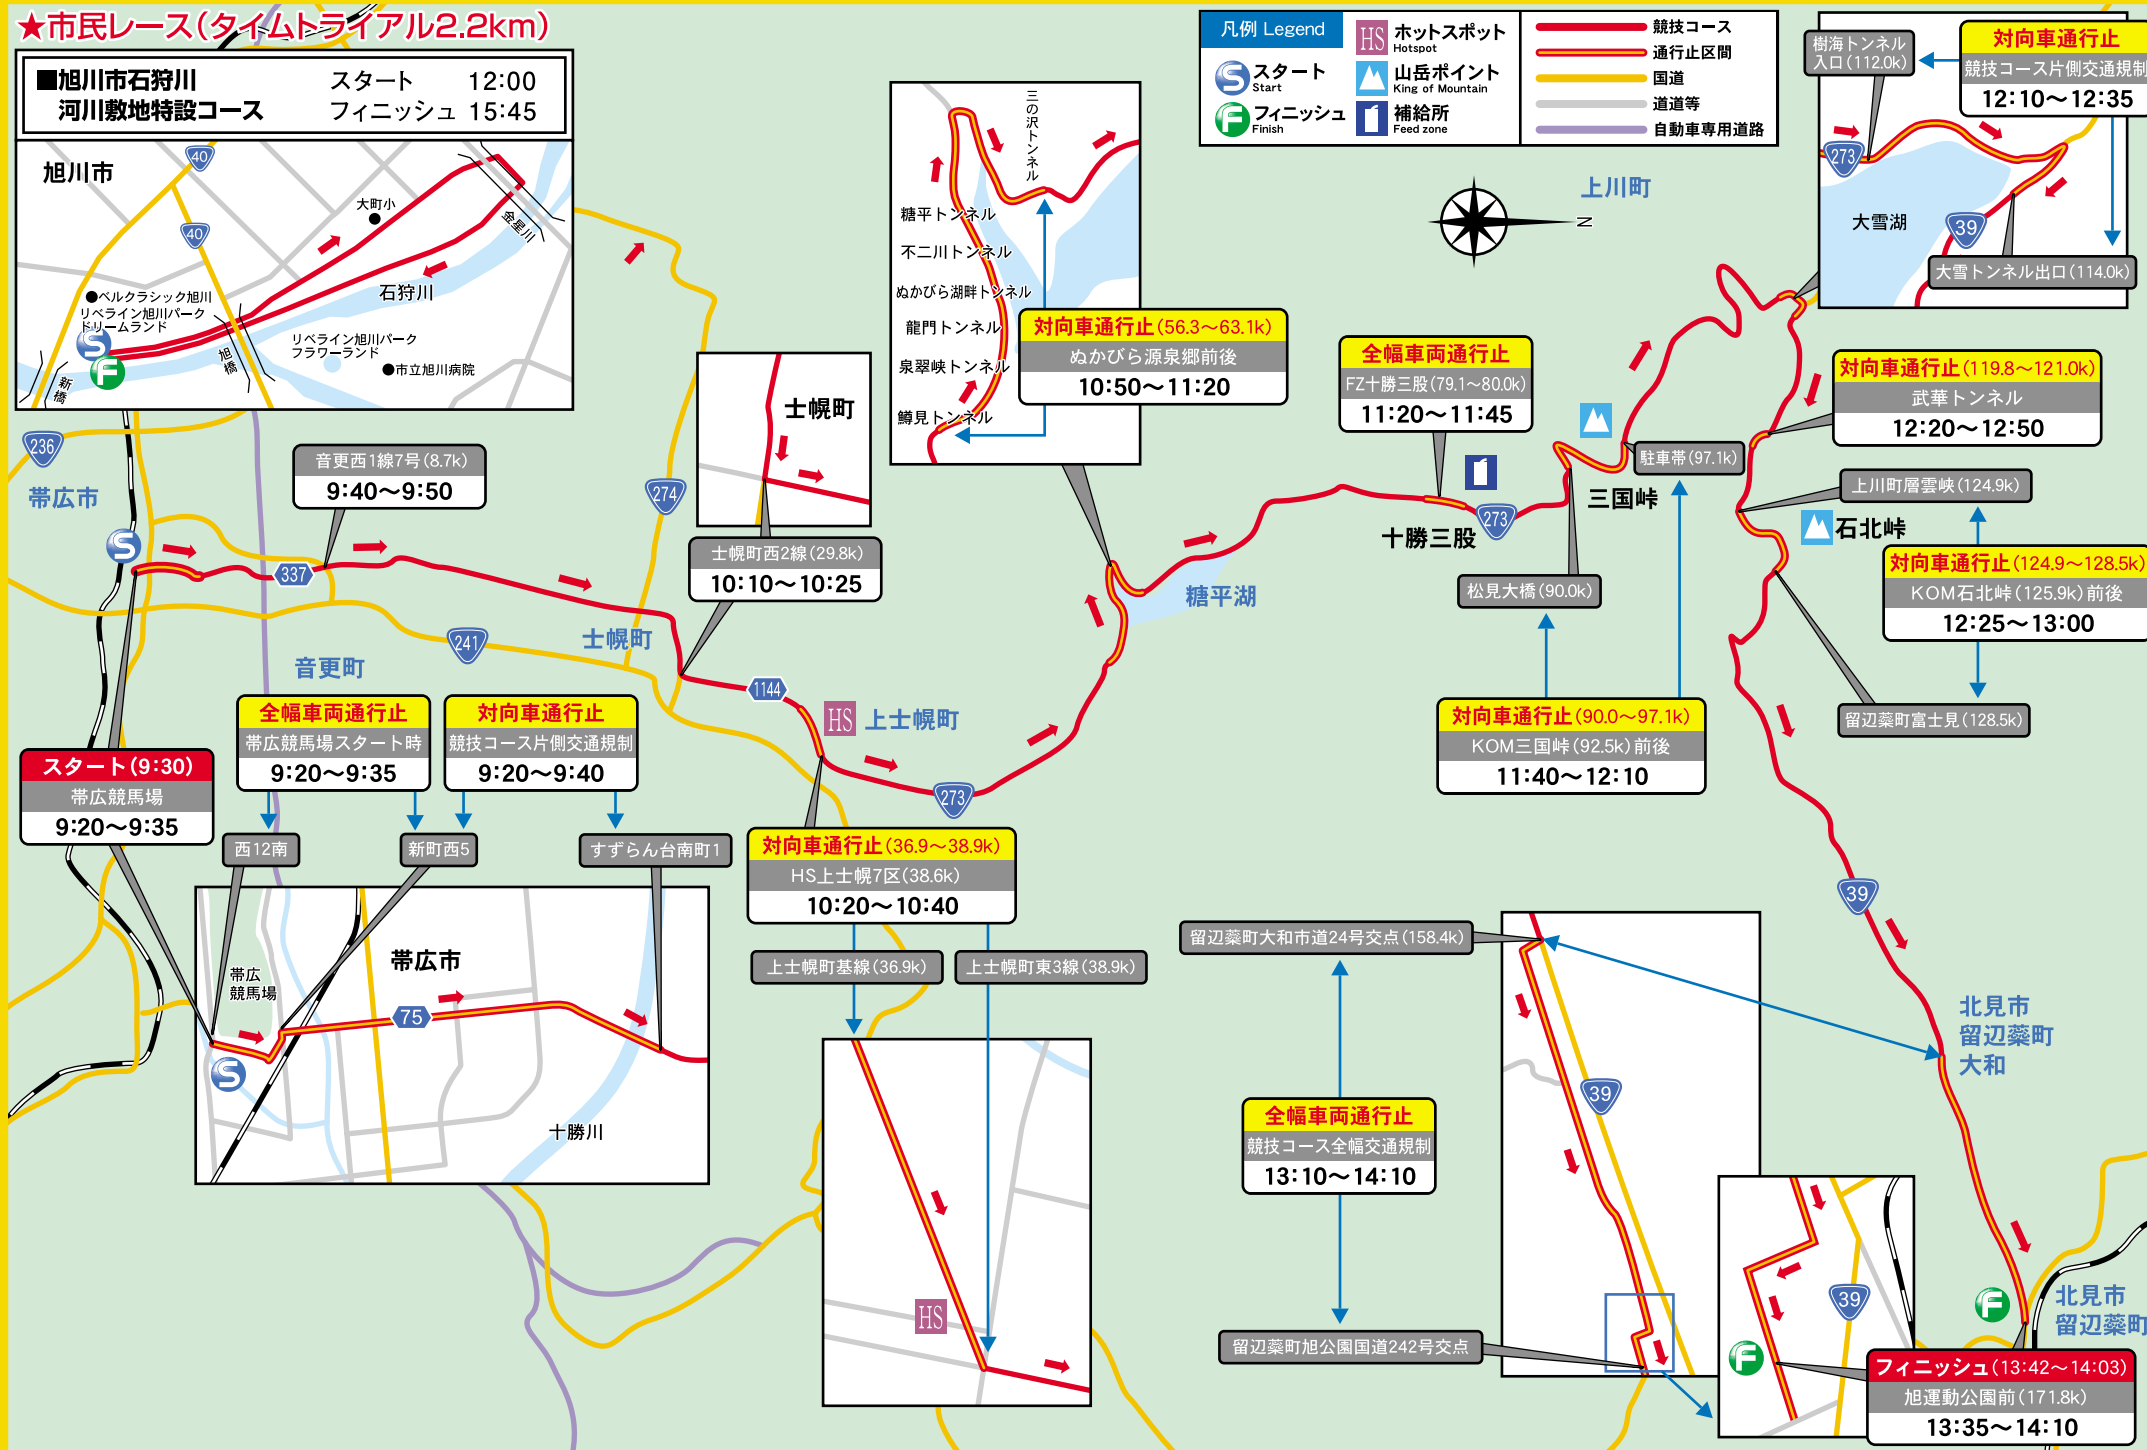 ★市民レース(タイムトライアル2.2km)
■旭川市石狩川 スタート 12:00
河川敷地特設コース フィニッシュ 15:45
旭川市
40
40
大町小
金星川
石狩川
ベルクラシック旭川
リベライン旭川パーク
ドリームランド
S
F
新橋
旭橋
リベライン旭川パーク
フラワーランド
市立旭川病院
凡例 Legend
スタート
Start
フィニッシュ
Finish
HS ホットスポット
Hotspot
山岳ポイント
King of Mountain
補給所
Feed zone
競技コース
通行止区間
国道
道道等
自動車専用道路
N
上川町
樹海トンネル
入口(112.0k)
対向車通行止
競技コース片側交通規制
12:10〜12:35
273
大雪湖
39
大雪トンネル出口(114.0k)
三の沢トンネル
糠平トンネル
不二川トンネル
ぬかびら湖畔トンネル
龍門トンネル
泉翠峡トンネル
鱒見トンネル
対向車通行止(56.3〜63.1k)
ぬかびら源泉郷前後
10:50〜11:20
全幅車両通行止
FZ十勝三股(79.1〜80.0k)
11:20〜11:45
対向車通行止(119.8〜121.0k)
武華トンネル
12:20〜12:50
駐車帯(97.1k)
三国峠
273
十勝三股
松見大橋(90.0k)
上川町層雲峡(124.9k)
石北峠
対向車通行止(124.9〜128.5k)
KOM石北峠(125.9k)前後
12:25〜13:00
留辺蘂町富士見(128.5k)
対向車通行止(90.0〜97.1k)
KOM三国峠(92.5k)前後
11:40〜12:10
236
帯広市
S
音更西1線7号(8.7k)
9:40〜9:50
337
274
士幌町
士幌町西2線(29.8k)
10:10〜10:25
241
士幌町
音更町
糠平湖
1144
HS
上士幌町
273
スタート(9:30)
帯広競馬場
9:20〜9:35
全幅車両通行止
帯広競馬場スタート時
9:20〜9:35
対向車通行止
競技コース片側交通規制
9:20〜9:40
西12南
新町西5
すずらん台南町1
帯広市
帯広
競馬場
75
S
十勝川
対向車通行止(36.9〜38.9k)
HS上士幌7区(38.6k)
10:20〜10:40
上士幌町基線(36.9k)
上士幌町東3線(38.9k)
HS
留辺蘂町大和市道24号交点(158.4k)
全幅車両通行止
競技コース全幅交通規制
13:10〜14:10
留辺蘂町旭公園国道242号交点
39
39
北見市
留辺蘂町
大和
39
F
F
北見市
留辺蘂町
フィニッシュ(13:42〜14:03)
旭運動公園前(171.8k)
13:35〜14:10